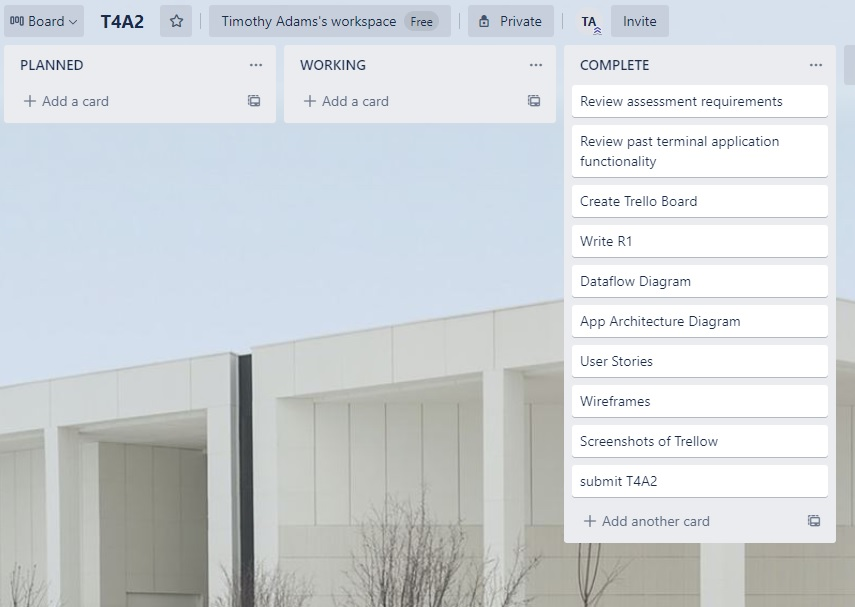 Board
T4A2
Timothy Adams's workspace
Free
Private
TA
Invite
PLANNED
Add a card
WORKING
Add a card
COMPLETE
Review assessment requirements
Review past terminal application
functionality
Create Trello Board
Write R1
Dataflow Diagram
App Architecture Diagram
User Stories
Wireframes
Screenshots of Trellow
submit T4A2
Add another card